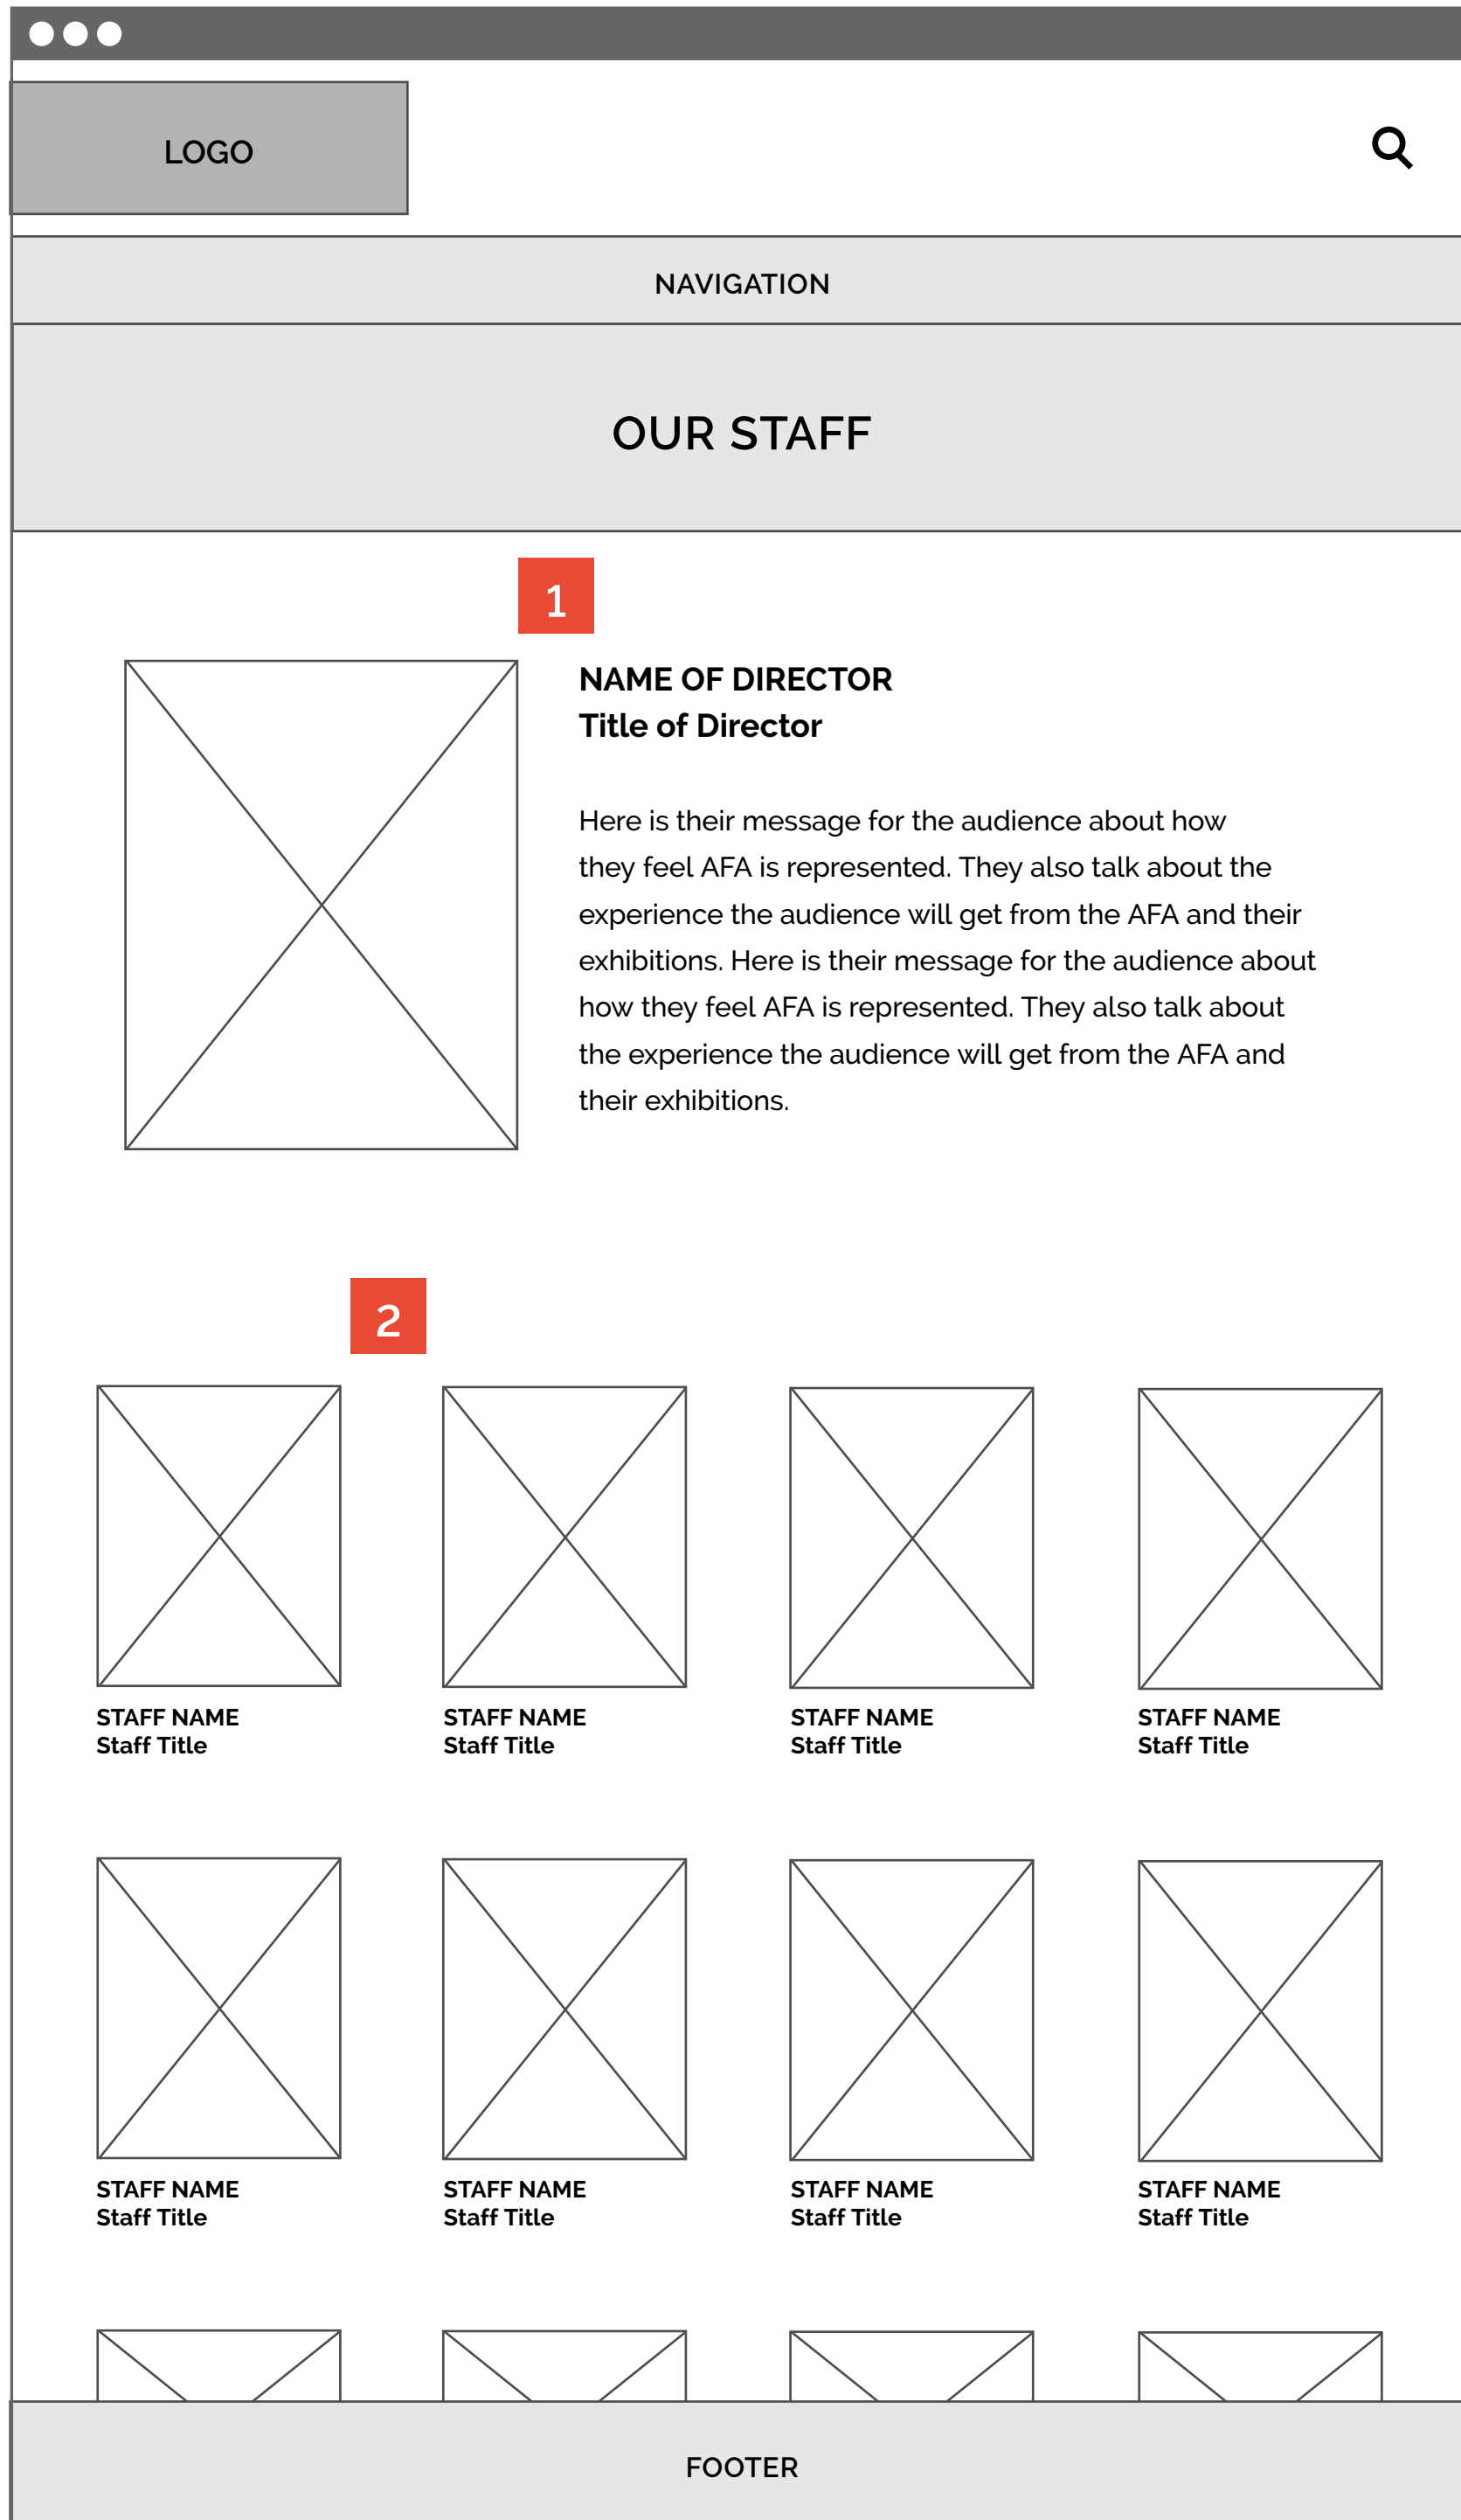 LOGO
NAVIGATION
OUR STAFF
1
NAME OF DIRECTOR
Title of Director
Here is their message for the audience about how
they feel AFA is represented. They also talk about the
experience the audience will get from the AFA and their
exhibitions. Here is their message for the audience about
how they feel AFA is represented. They also talk about
the experience the audience will get from the AFA and
their exhibitions.
2
STAFF NAME
Staff Title
STAFF NAME
Staff Title
STAFF NAME
Staff Title
STAFF NAME
Staff Title
STAFF NAME
Staff Title
STAFF NAME
Staff Title
STAFF NAME
Staff Title
STAFF NAME
Staff Title
FOOTER